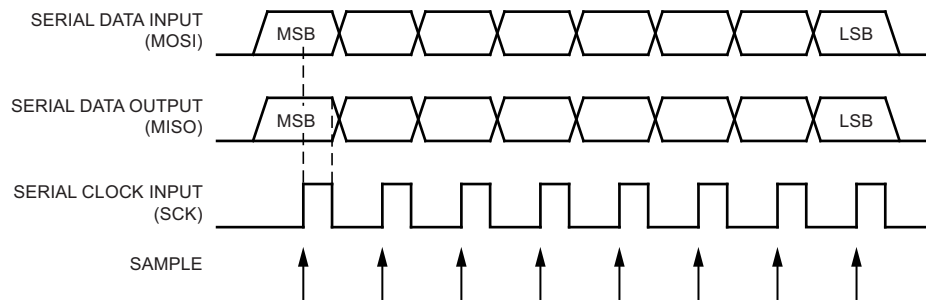 SERIAL DATA INPUT
(MOSI)
MSB
LSB
SERIAL DATA OUTPUT
(MISO)
MSB
LSB
SERIAL CLOCK INPUT
(SCK)
SAMPLE